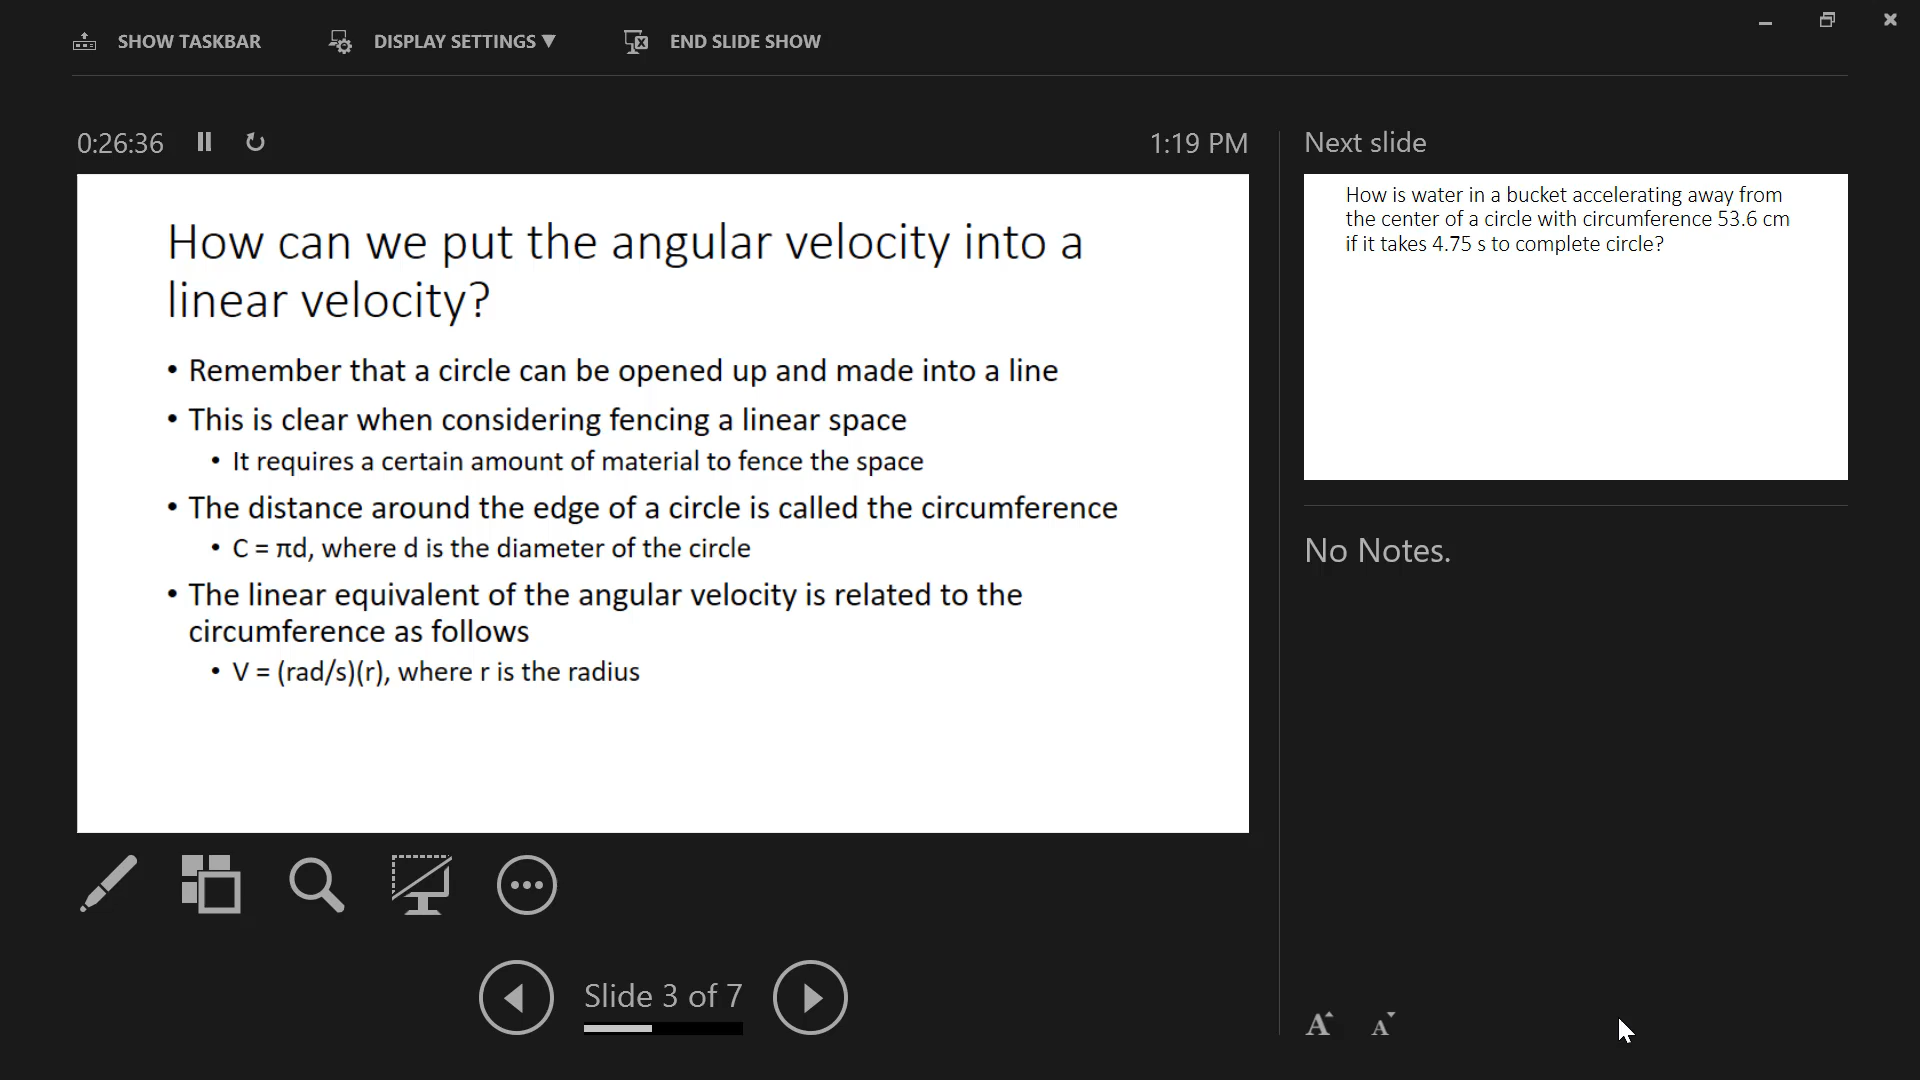 SHOW TASKBAR
DISPLAY SETTINGS ▼
END SLIDE SHOW
0:26:36
1:19 PM
How can we put the angular velocity into a
linear velocity?
• Remember that a circle can be opened up and made into a line
• This is clear when considering fencing a linear space
• It requires a certain amount of material to fence the space
• The distance around the edge of a circle is called the circumference
• C = πd, where d is the diameter of the circle
• The linear equivalent of the angular velocity is related to the
circumference as follows
• V = (rad/s)(r), where r is the radius
Slide 3 of 7
Next slide
How is water in a bucket accelerating away from
the center of a circle with circumference 53.6 cm
if it takes 4.75 s to complete circle?
No Notes.
A A